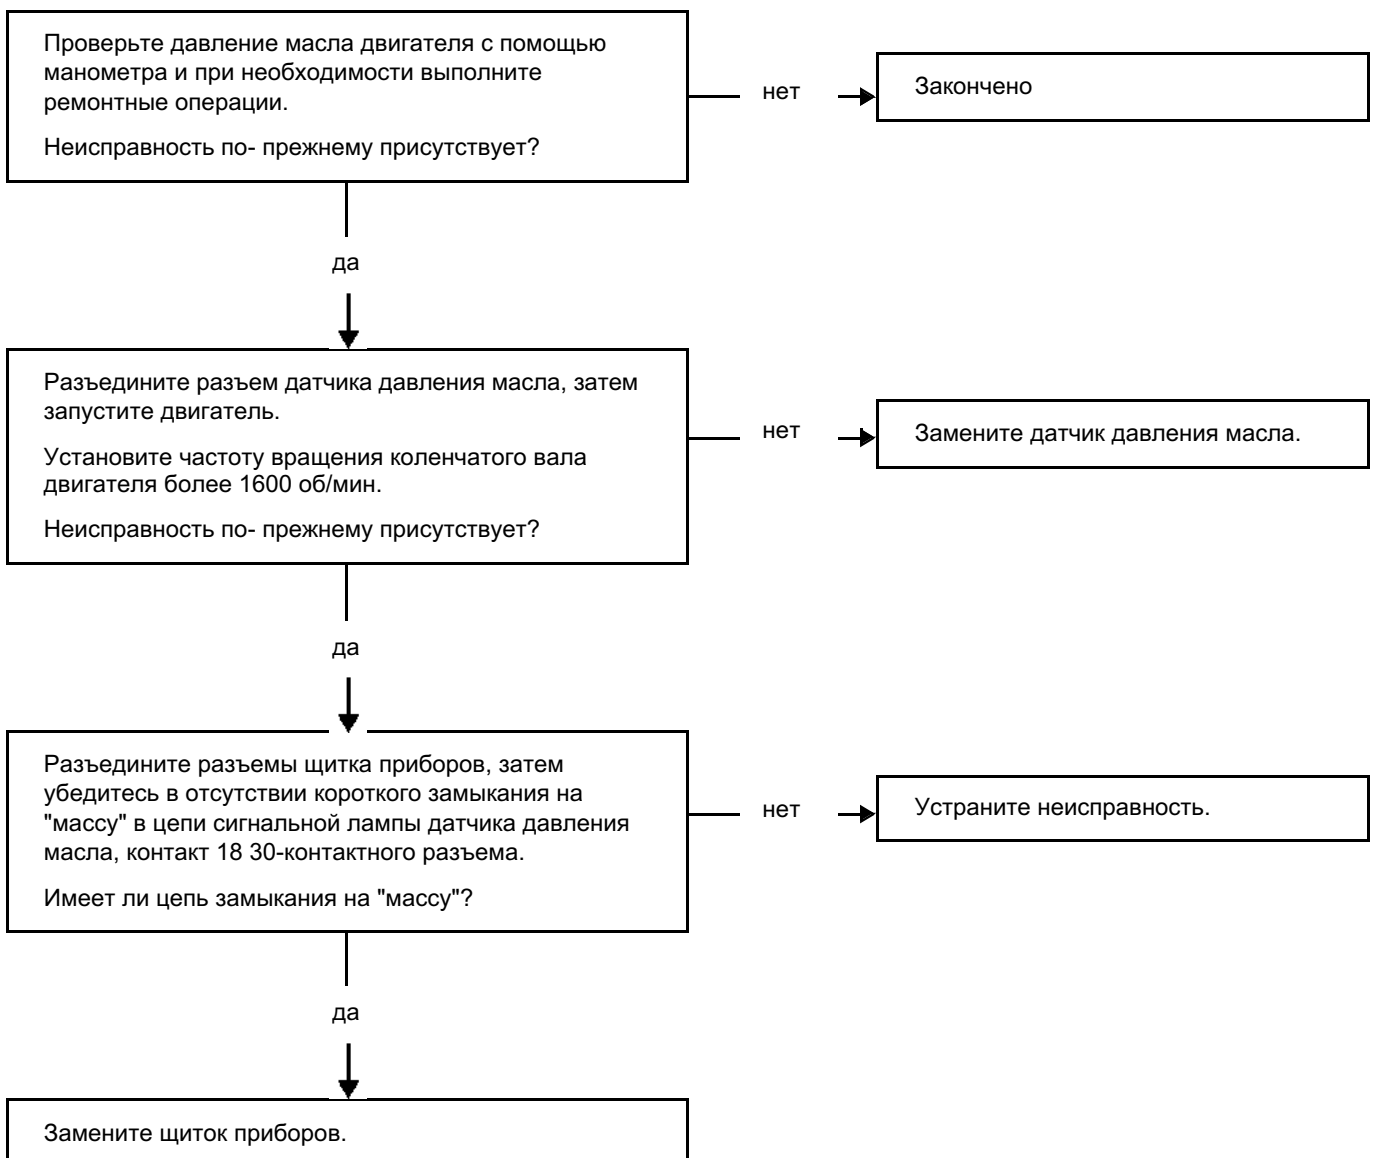 Проверьте давление масла двигателя с помощью
манометра и при необходимости выполните
ремонтные операции.
Неисправность по- прежнему присутствует?
нет
Закончено
да
Разъедините разъем датчика давления масла, затем
запустите двигатель.
Установите частоту вращения коленчатого вала
двигателя более 1600 об/мин.
Неисправность по- прежнему присутствует?
нет
Замените датчик давления масла.
да
Разъедините разъемы щитка приборов, затем
убедитесь в отсутствии короткого замыкания на
"массу" в цепи сигнальной лампы датчика давления
масла, контакт 18 30-контактного разъема.
Имеет ли цепь замыкания на "массу"?
нет
Устраните неисправность.
да
Замените щиток приборов.